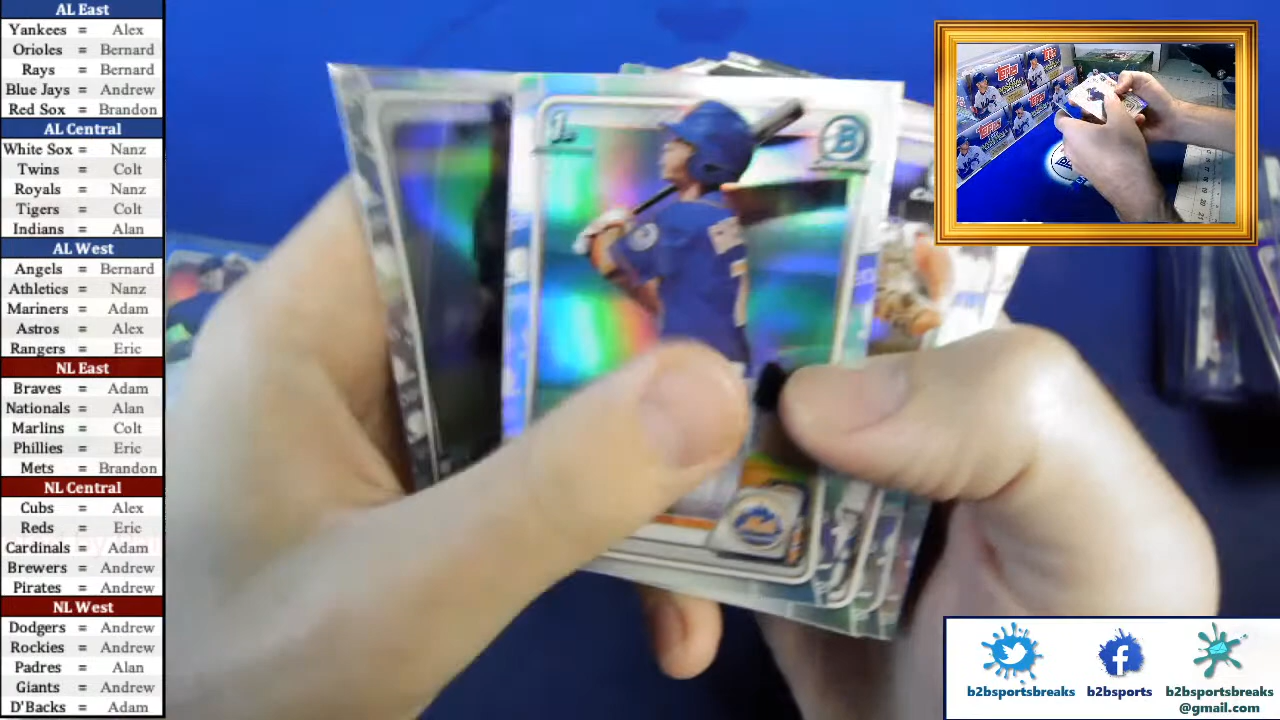 AL East
Yankees = Alex
Orioles = Bernard
Rays = Bernard
Blue Jays = Andrew
Red Sox = Brandon
AL Central
White Sox = Nanz
Twins = Colt
Royals = Nanz
Tigers = Colt
Indians = Alan
AL West
Angels = Bernard
Athletics = Nanz
Mariners = Adam
Astros = Alex
Rangers = Eric
NL East
Braves = Adam
Nationals = Alan
Marlins = Colt
Phillies = Eric
Mets = Brandon
NL Central
Cubs = Alex
Reds = Eric
Cardinals = Adam
Brewers = Andrew
Pirates = Andrew
NL West
Dodgers = Andrew
Rockies = Andrew
Padres = Alan
Giants = Andrew
D'Backs = Adam
B
Mets
Topps
Topps
Topps
b2bsportsbreaks
b2bsports
b2bsportsbreaks
@gmail.com